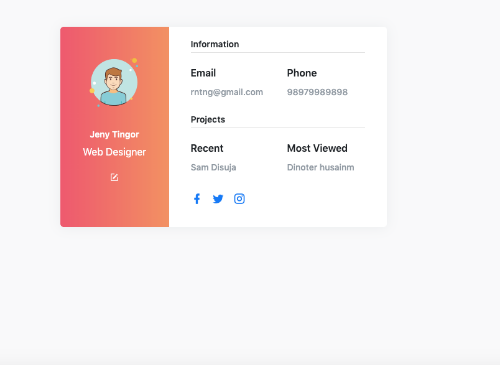 Information
Email Phone
rntng@gmail.com 98979989898
Projects
Recent Most Viewed
Sam Disuja Dinoter husainm
Jeny Tingor
Web Designer